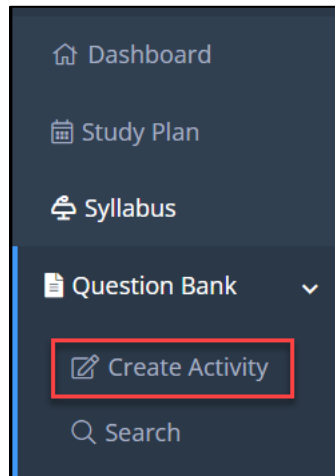 Dashboard
Study Plan
Syllabus
Question Bank
Create Activity
Search